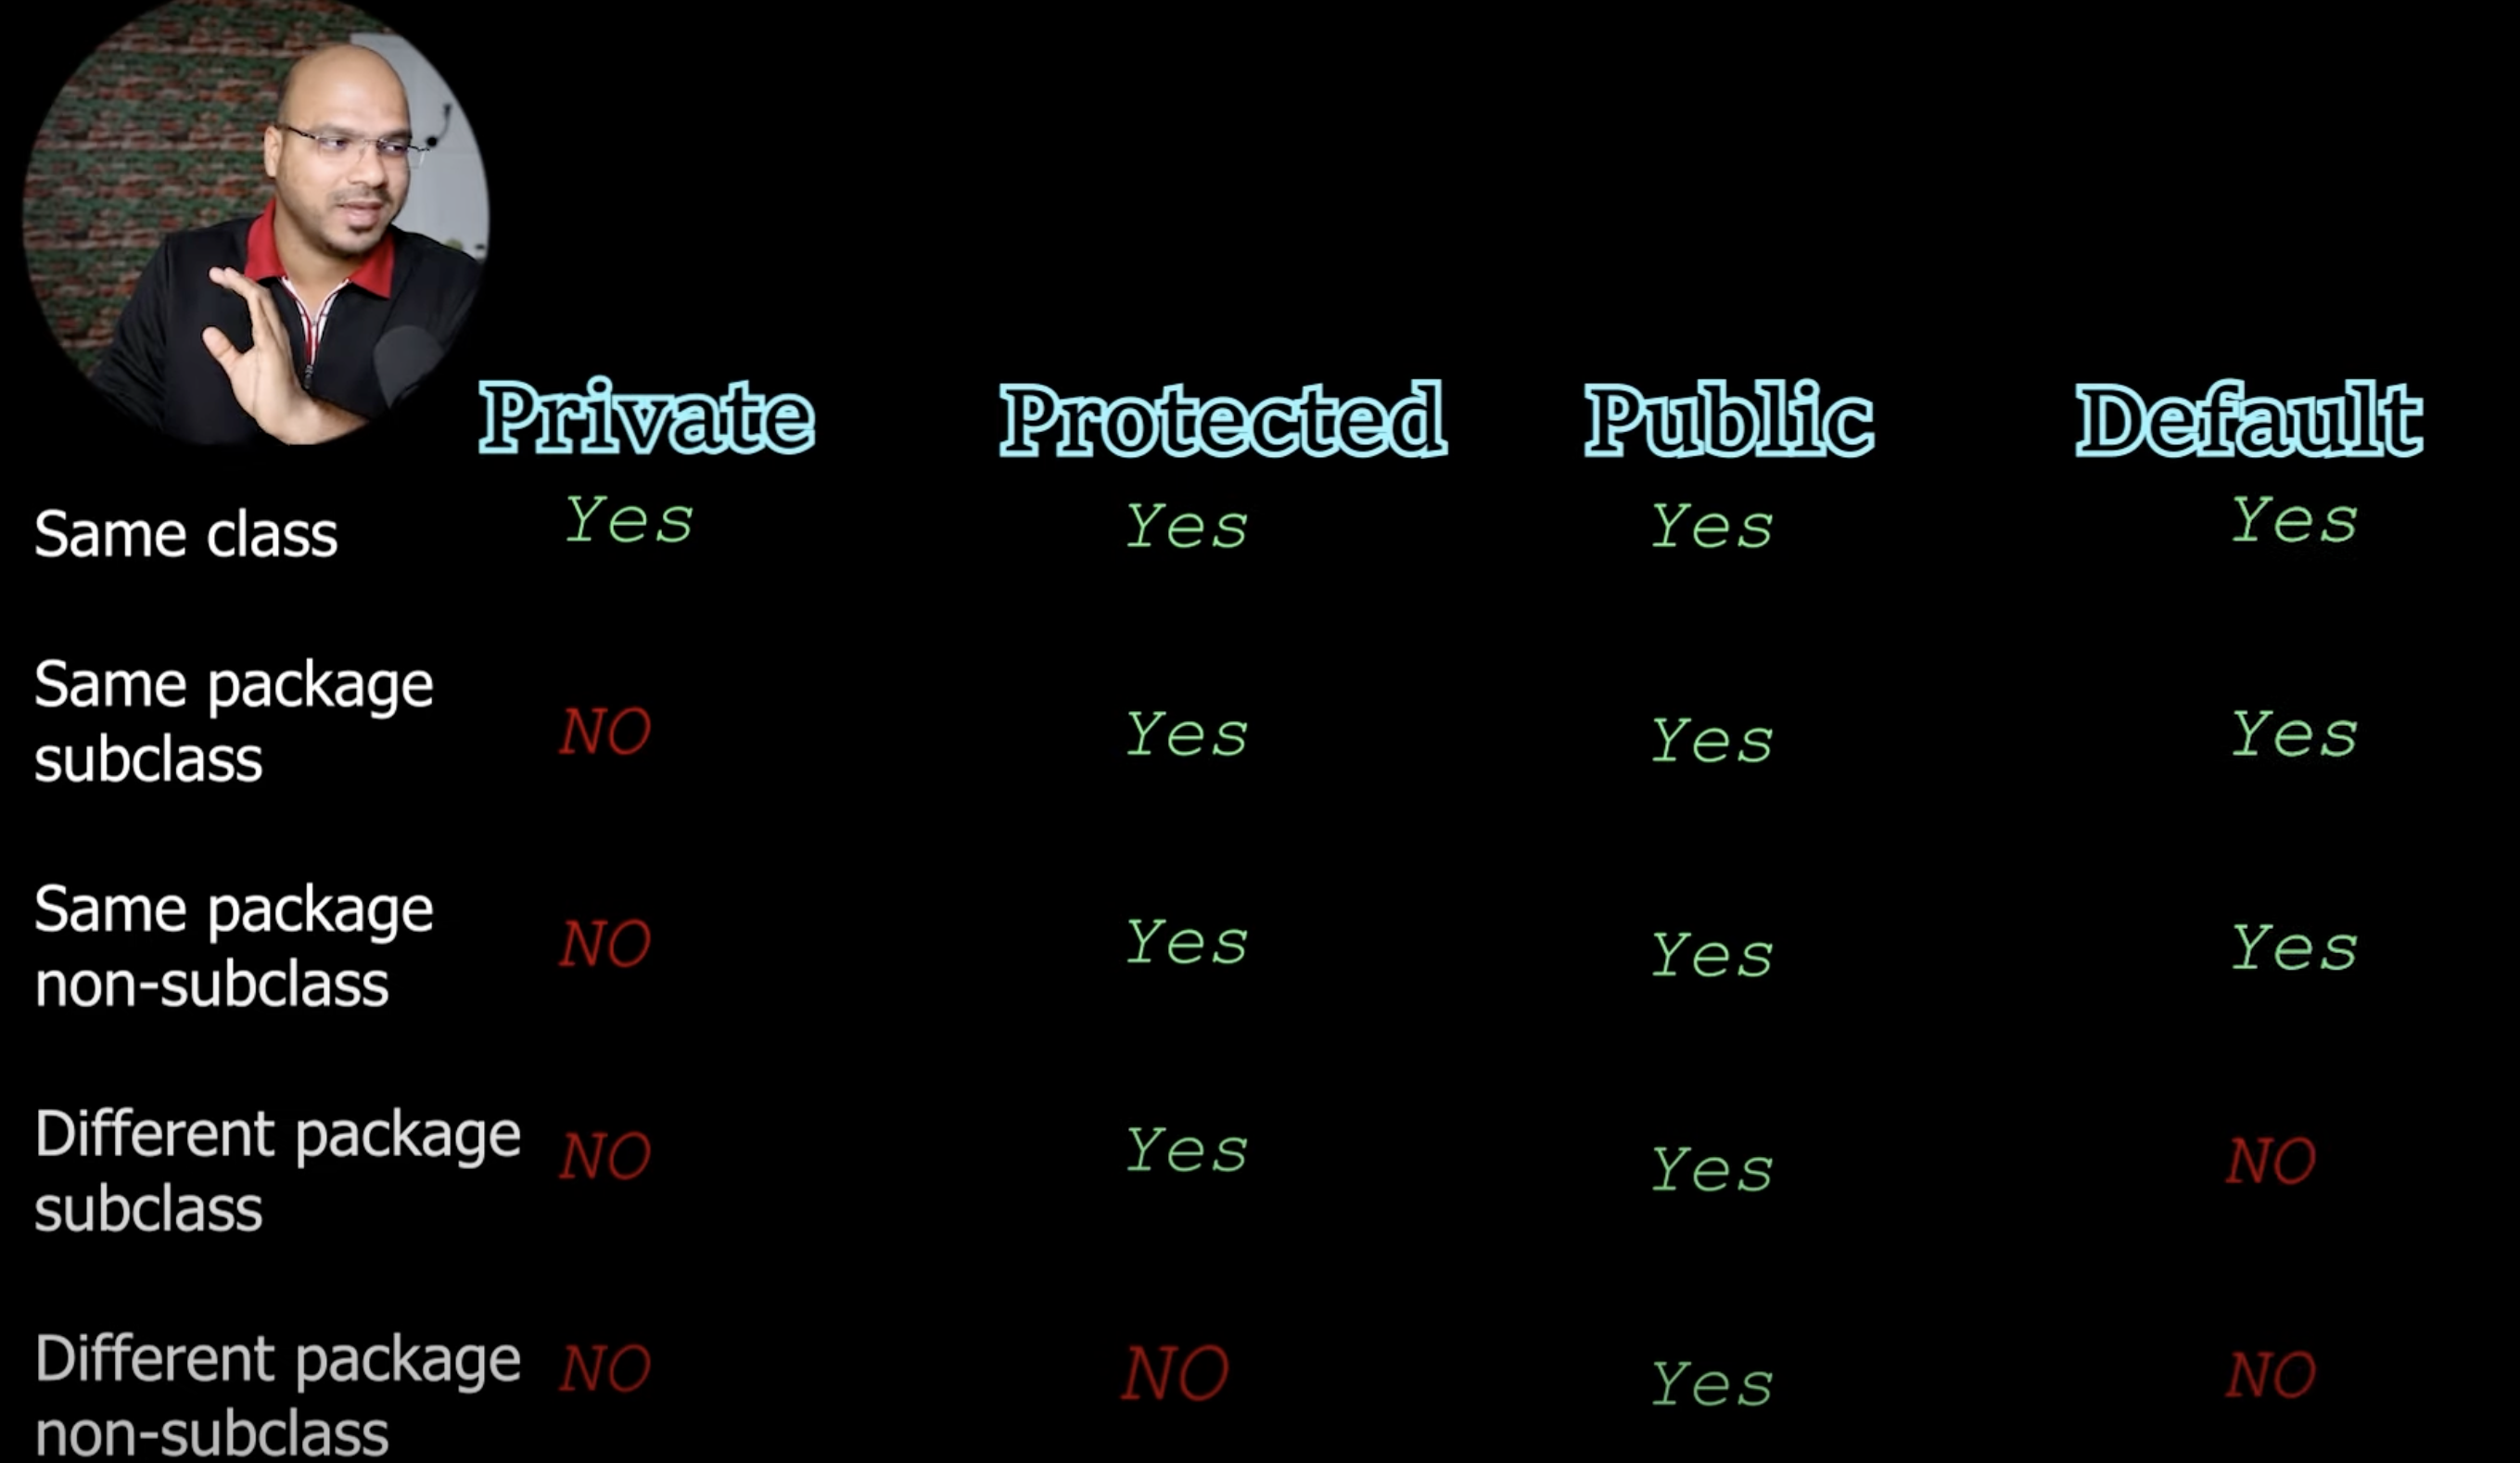 Private Protected Public Default
Same class Yes Yes Yes Yes
Same package
subclass NO Yes Yes Yes
Same package
non-subclass NO Yes Yes Yes
Different package
subclass NO Yes Yes NO
Different package
non-subclass NO NO Yes NO